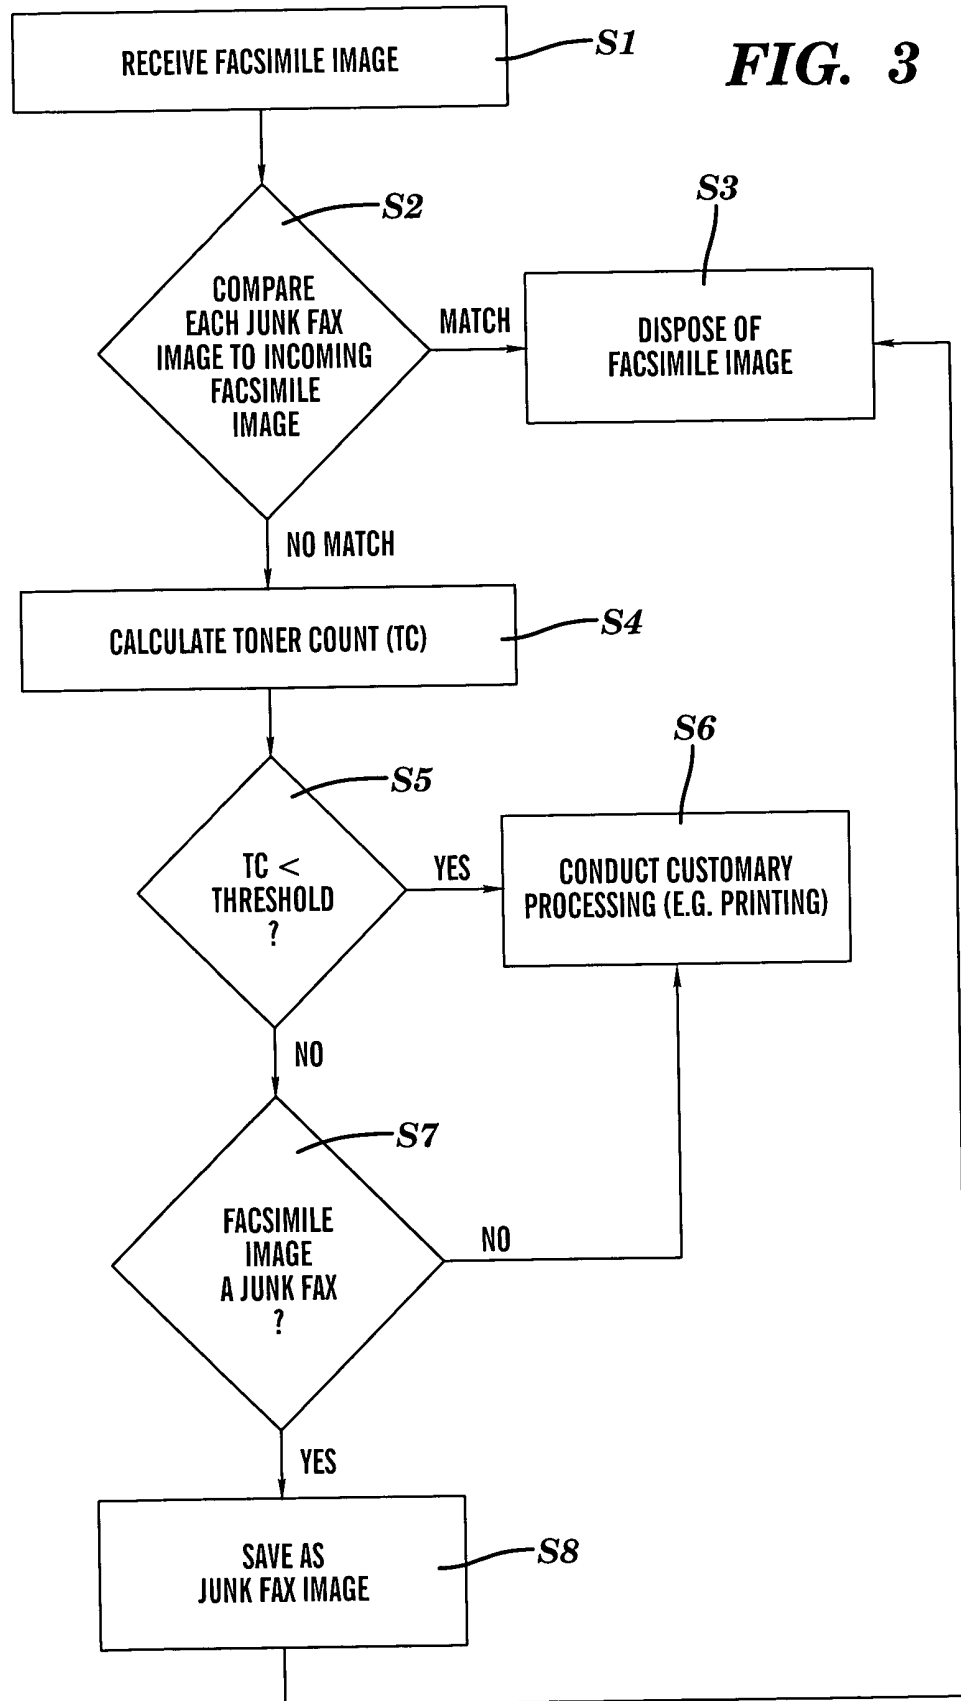 FIG. 3
RECEIVE FACSIMILE IMAGE
S1
S2
COMPARE
EACH JUNK FAX
IMAGE TO INCOMING
FACSIMILE
IMAGE
MATCH
S3
DISPOSE OF
FACSIMILE IMAGE
NO MATCH
CALCULATE TONER COUNT (TC)
S4
S5
TC <
THRESHOLD
?
YES
S6
CONDUCT CUSTOMARY
PROCESSING (E.G. PRINTING)
NO
S7
FACSIMILE
IMAGE
A JUNK FAX
?
NO
YES
SAVE AS
JUNK FAX IMAGE
S8